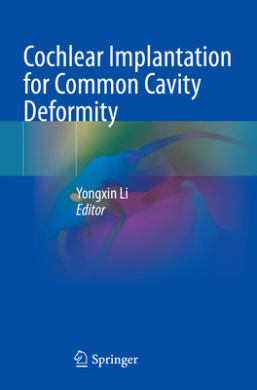 Cochlear Implantation
for Common Cavity
Deformity
Yongxin Li
Editor
Springer